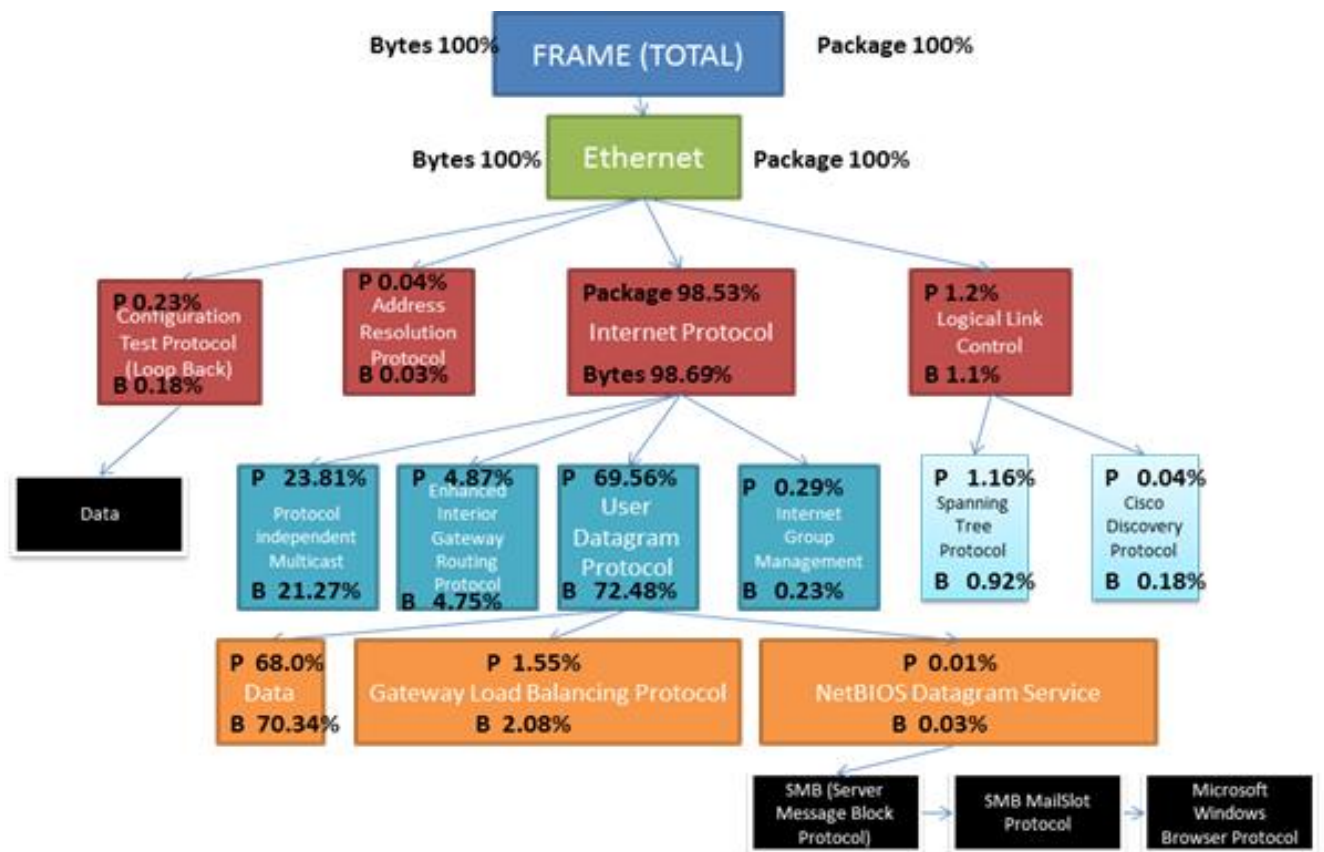 Bytes 100%
FRAME (TOTAL)
Package 100%
Bytes 100%
Ethernet
Package 100%
P 0.23%
Configuration
Test Protocol
(Loop Back)
B 0.18%
P 0.04%
Address
Resolution
Protocol
B 0.03%
Package 98.53%
Internet Protocol
Bytes 98.69%
P 1.2%
Logical Link
Control
B 1.1%
Data
P 23.81%
Protocol
independent
Multicast
B 21.27%
P 4.87%
Enhanced
Interior
Gateway
Routing
Protocol
B 4.75%
P 69.56%
User
Datagram
Protocol
B 72.48%
P 0.29%
Internet
Group
Management
B 0.23%
P 1.16%
Spanning
Tree
Protocol
B 0.92%
P 0.04%
Cisco
Discovery
Protocol
B 0.18%
P 68.0%
Data
B 70.34%
P 1.55%
Gateway Load Balancing Protocol
B 2.08%
P 0.01%
NetBIOS Datagram Service
B 0.03%
SMB (Server
Message Block
Protocol)
SMB MailSlot
Protocol
Microsoft
Windows
Browser Protocol